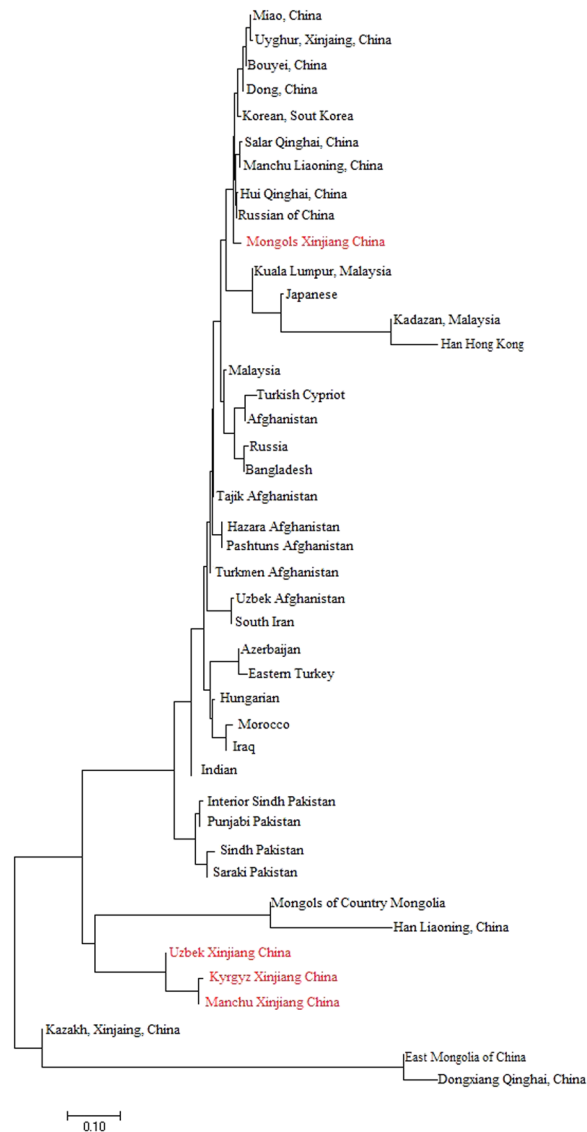 Miao, China
Uyghur, Xinjaing, China
Bouyei, China
Dong, China
Korean, Sout Korea
Salar Qinghai, China
Manchu Liaoning, China
Hui Qinghai, China
Russian of China
Mongols Xinjiang China
Kuala Lumpur, Malaysia
Japanese
Kadazan, Malaysia
Han Hong Kong
Malaysia
Turkish Cypriot
Afghanistan
Russia
Bangladesh
Tajik Afghanistan
Hazara Afghanistan
Pashtuns Afghanistan
Turkmen Afghanistan
Uzbek Afghanistan
South Iran
Azerbaijan
Eastern Turkey
Hungarian
Morocco
Iraq
Indian
Interior Sindh Pakistan
Punjabi Pakistan
Sindh Pakistan
Saraki Pakistan
Mongols of Country Mongolia
Han Liaoning, China
Uzbek Xinjiang China
Kyrgyz Xinjiang China
Manchu Xinjiang China
Kazakh, Xinjaing, China
East Mongolia of China
Dongxiang Qinghai, China
0.10